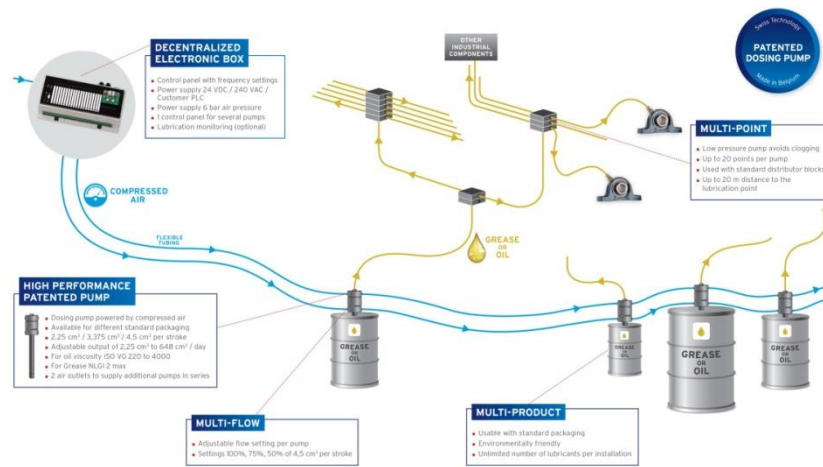 DECENTRALIZED
ELECTRONIC BOX
Control panel with frequency settings
Power supply 24 VDC / 240 VAC /
Customer PLC
Power supply 6 bar air pressure
1 control panel for several pumps
Lubrication monitoring (optional)
OTHER
INDUSTRIAL
COMPONENTS
Swiss Technology
PATENTED
DOSING PUMP
Made in Belgium
MULTI-POINT
Low pressure pump avoids clogging
Up to 20 points per pump
Used with standard distributor blocks
Up to 20 m distance to the
lubrication point
COMPRESSED
AIR
FLEXIBLE
TUBING
GREASE
OR
OIL
HIGH PERFORMANCE
PATENTED PUMP
Dosing pump powered by compressed air
Available for different standard packaging
2,25 cm³ / 3,375 cm³ / 4,5 cm³ per stroke
Adjustable output of 2,25 cm³ to 648 cm³ / day
For oil viscosity ISO VG 220 to 4000
For Grease NLGI 2 max
2 air outlets to supply additional pumps in series
GREASE
OR
OIL
GREASE
OR
OIL
GREASE
OR
OIL
GREASE
OR
OIL
MULTI-FLOW
Adjustable flow setting per pump
Settings 100%, 75%, 50% of 4,5 cm³ per stroke
MULTI-PRODUCT
Usable with standard packaging
Environmentally friendly
Unlimited number of lubricants per installation